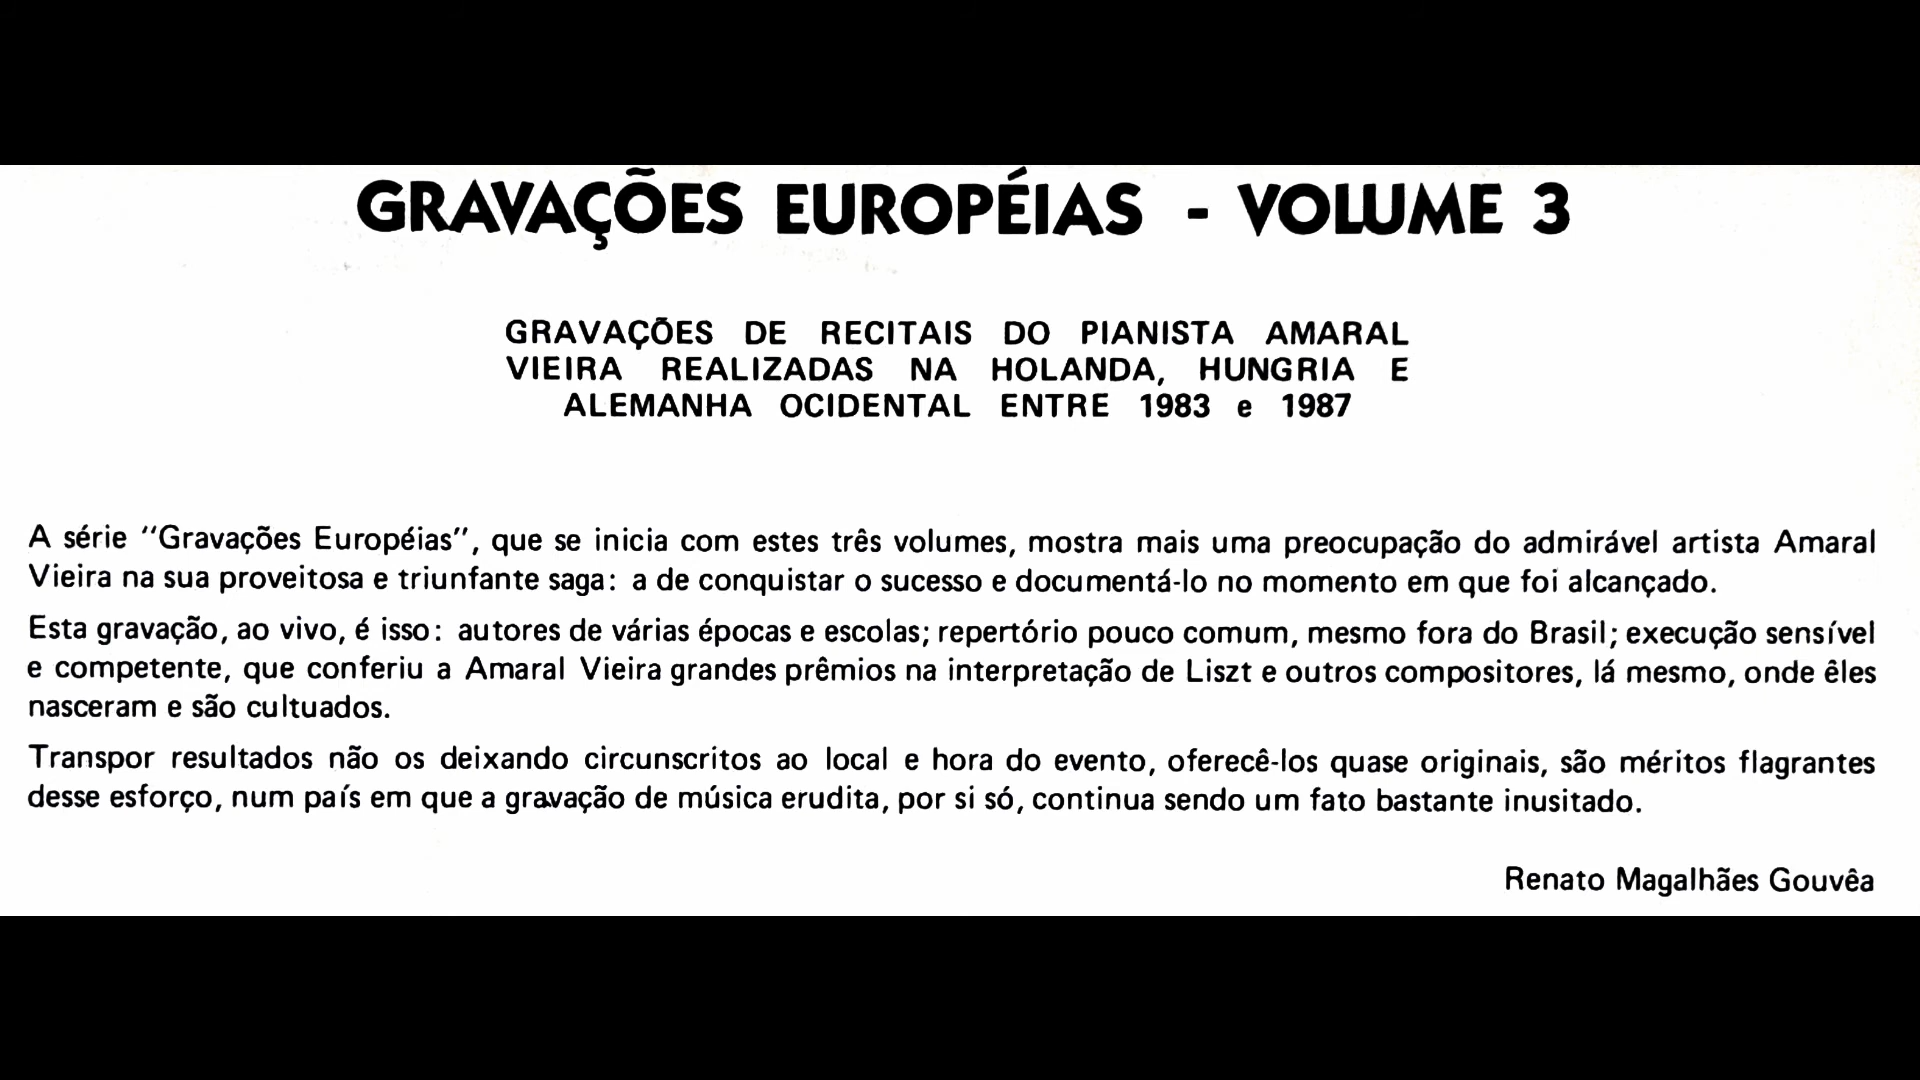 GRAVAÇÕES EUROPÉIAS - VOLUME 3
GRAVAÇÕES DE RECITAIS DO PIANISTA AMARAL
VIEIRA REALIZADAS NA HOLANDA, HUNGRIA E
ALEMANHA OCIDENTAL ENTRE 1983 e 1987
A série "Gravações Européias", que se inicia com estes três volumes, mostra mais uma preocupação do admirável artista Amaral
Vieira na sua proveitosa e triunfante saga: a de conquistar o sucesso e documentá-lo no momento em que foi alcançado.
Esta gravação, ao vivo, é isso: autores de várias épocas e escolas; repertório pouco comum, mesmo fora do Brasil; execução sensível
e competente, que conferiu a Amaral Vieira grandes prêmios na interpretação de Liszt e outros compositores, lá mesmo, onde êles
nasceram e são cultuados.
Transpor resultados não os deixando circunscritos ao local e hora do evento, oferecê-los quase originais, são méritos flagrantes
desse esforço, num país em que a gravação de música erudita, por si só, continua sendo um fato bastante inusitado.
Renato Magalhães Gouvêa